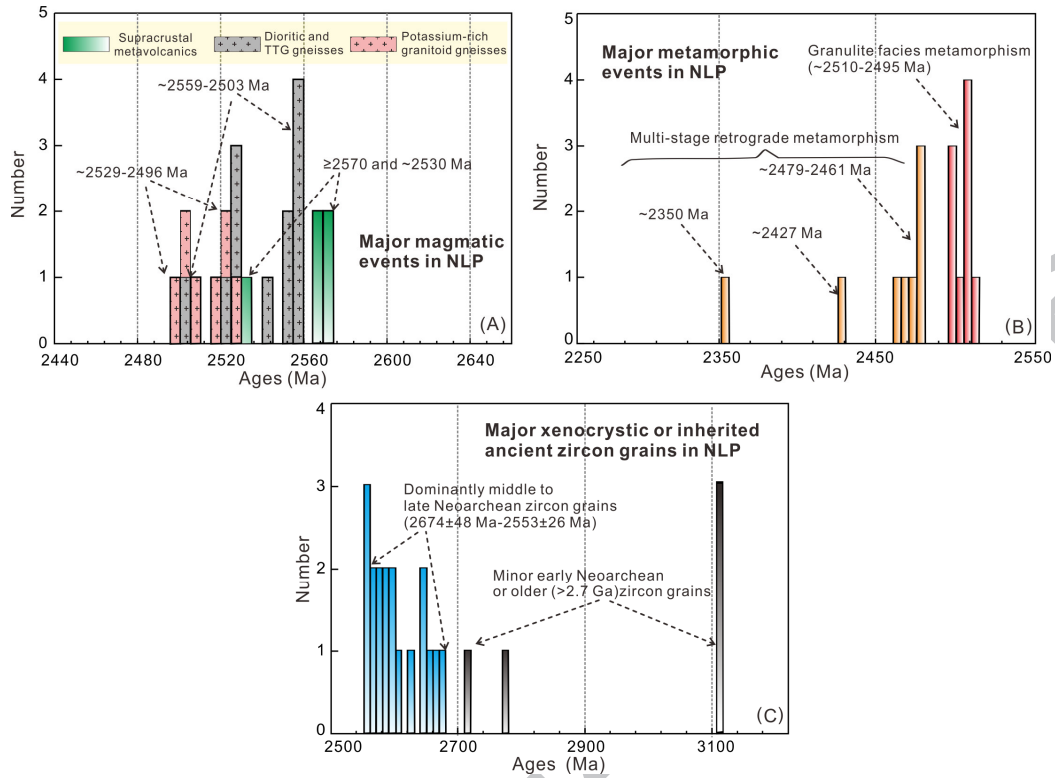 5
4
3
2
1
0
Number
Supracrustal
metavolcanics
Dioritic and
TTG gneisses
Potassium-rich
granitoid gneisses
~2559-2503 Ma
~2529-2496 Ma
≥2570 and ~2530 Ma
Major magmatic
events in NLP
(A)
2440
2480
2520
2560
2600
2640
Ages (Ma)
5
4
3
2
1
0
Number
Major metamorphic
events in NLP
Granulite facies metamorphism
(~2510-2495 Ma)
Multi-stage retrograde metamorphism
~2479-2461 Ma
~2350 Ma
~2427 Ma
(B)
2250
2350
2450
2550
Ages (Ma)
4
3
2
1
0
Number
Major xenocrystic or inherited
ancient zircon grains in NLP
Dominantly middle to
late Neoarchean zircon grains
(2674±48 Ma-2553±26 Ma)
Minor early Neoarchean
or older (>2.7 Ga)zircon grains
(C)
2500
2700
2900
3100
Ages (Ma)